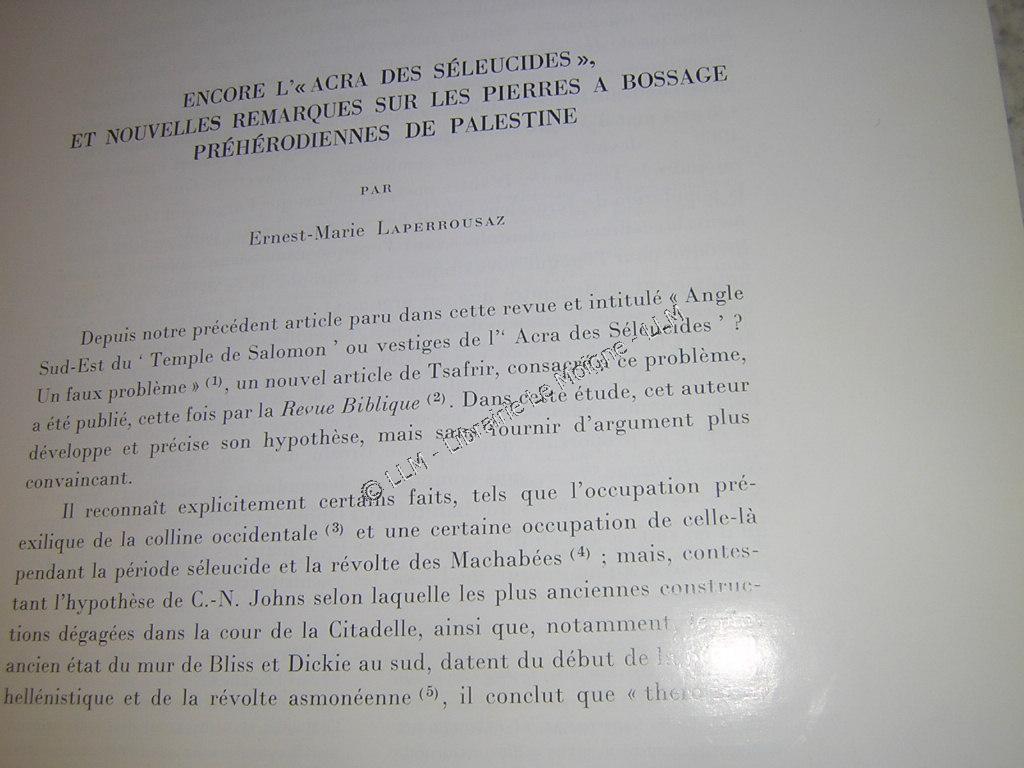 ENCORE L'« ACRA DES SÉLEUCIDES »,
ET NOUVELLES REMARQUES SUR LES PIERRES A BOSSAGE
PRÉHÉRODIENNES DE PALESTINE
PAR
Ernest-Marie LAPERROUSAZ
Depuis notre précédent article paru dans cette revue et intitulé « Angle
Sud-Est du ' Temple de Salomon ' ou vestiges de l'' Acra des Séleucides ' ?
Un faux problème » (1), un nouvel article de Tsafrir, consacré à ce problème,
a été publié, cette fois par la Revue Biblique (2). Dans cette étude, cet auteur
développe et précise son hypothèse, mais sans fournir d'argument plus
convaincant.
Il reconnaît explicitement certains faits, tels que l'occupation pré-
exilique de la colline occidentale (3) et une certaine occupation de celle-là
pendant la période séleucide et la révolte des Machabées (4) ; mais, contes-
tant l'hypothèse de C.-N. Johns selon laquelle les plus anciennes construc-
tions dégagées dans la cour de la Citadelle, ainsi que, notamment,
ancien état du mur de Bliss et Dickie au sud, datent du début de
hellénistique et de la révolte asmonéenne (5), il conclut que «
© LLM - Librairie Le Moigne - LLM